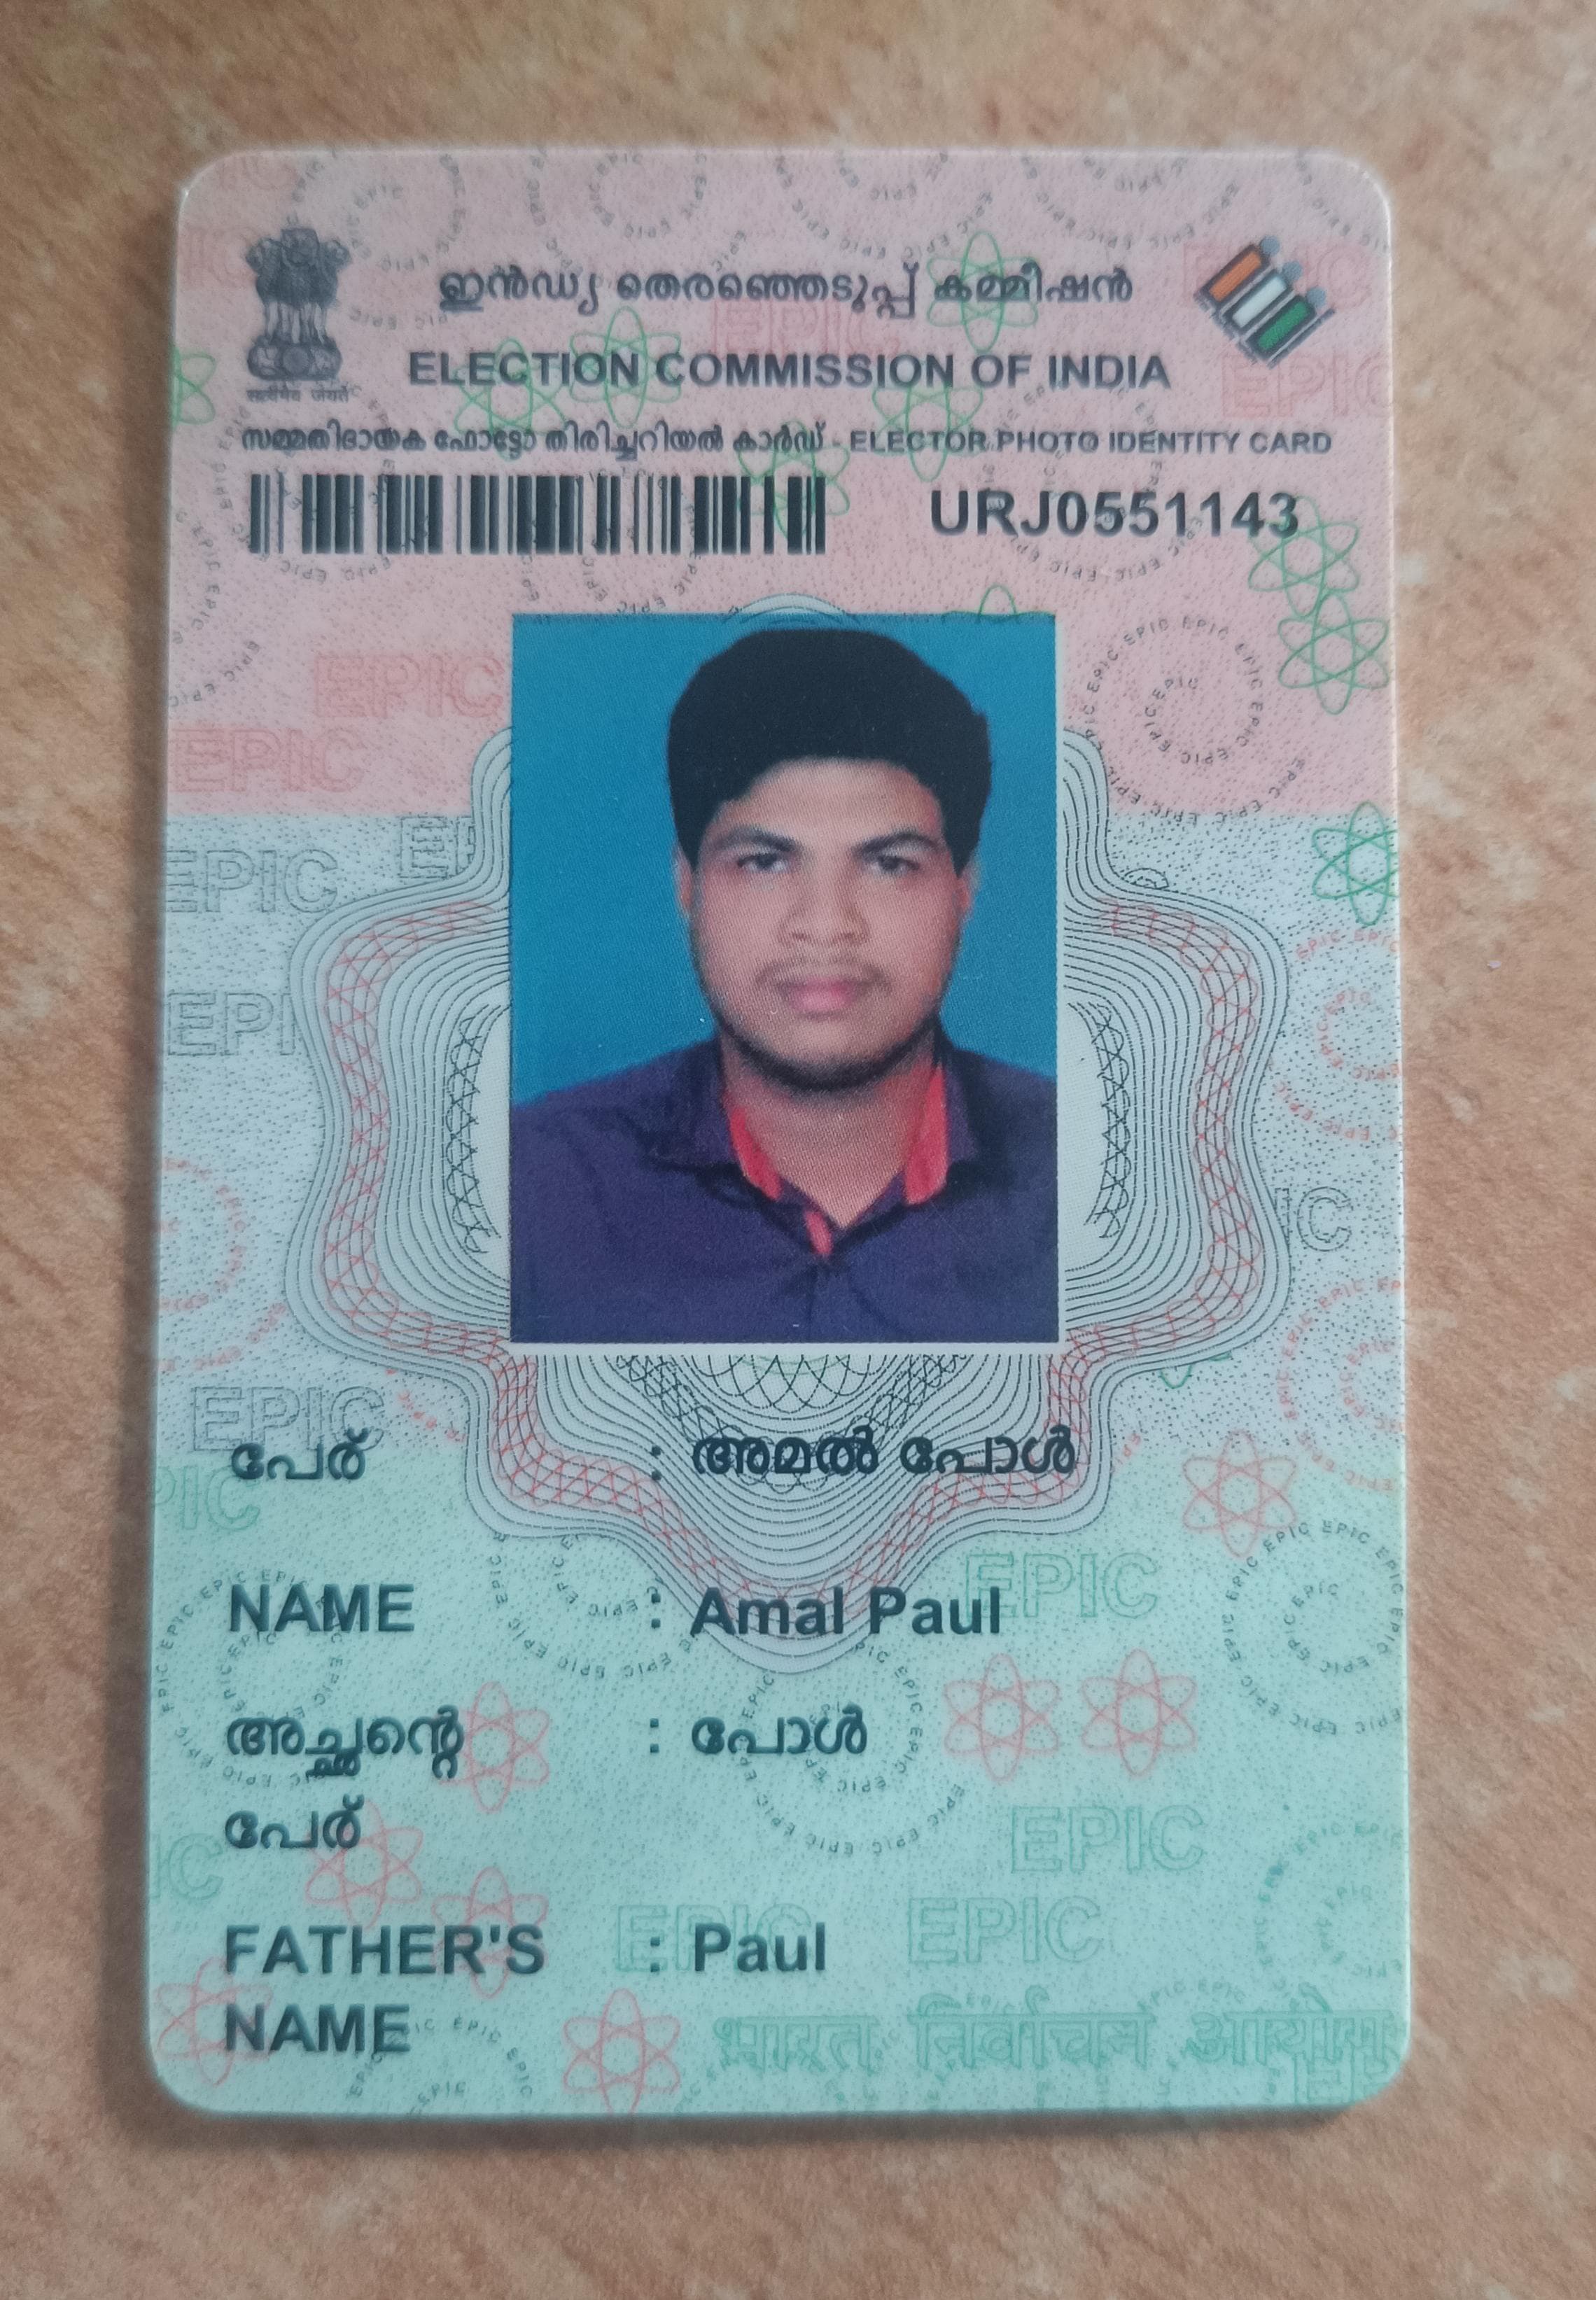 ഇൻഡ്യ തെരഞ്ഞെടുപ്പ് കമ്മീഷൻ
ELECTION COMMISSION OF INDIA
सत्यमेव जयते
സമ്മതിദായക ഫോട്ടോ തിരിച്ചറിയൽ കാർഡ് - ELECTOR PHOTO IDENTITY CARD
URJ0551143
പേര് : അമൽ പോൾ
NAME : Amal Paul
അച്ഛന്റെ : പോൾ
പേര്
FATHER'S : Paul
NAME
भारत निर्वाचन आयोग